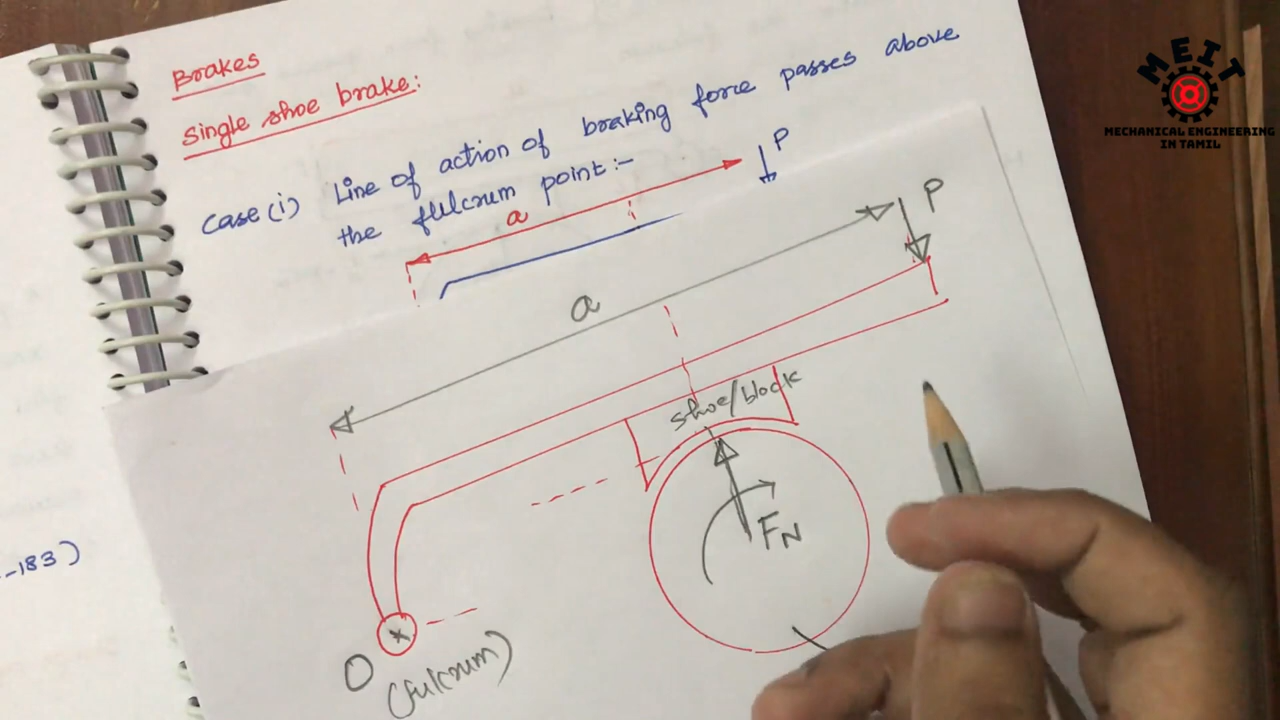 Brakes
Single shoe brake:
Case(i) Line of action of braking force passes above
the fulcrum point:-
a
P
P
a
shoe/block
FN
O
(fulcrum)
-183)
MEIT
MECHANICAL ENGINEERING
IN TAMIL